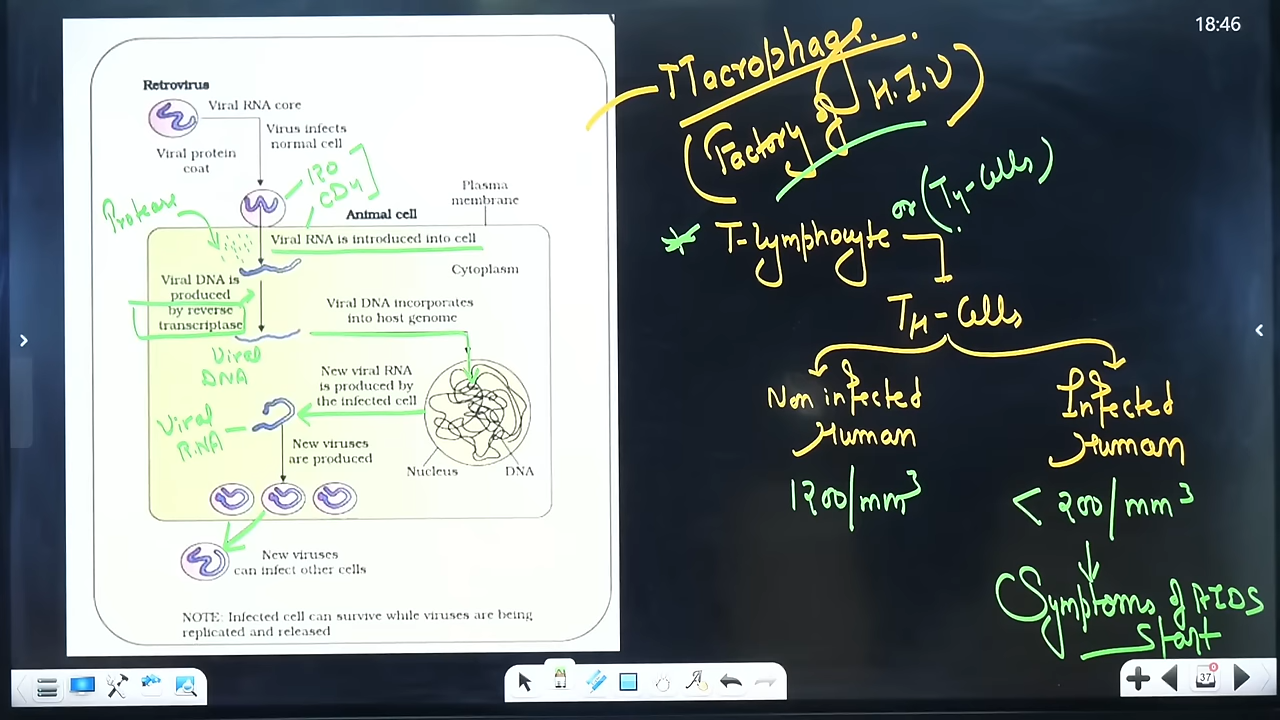 18:46
Retrovirus
Viral RNA core
Virus infects
normal cell
Viral protein
coat
120
CD4
Protease
Plasma
membrane
Animal cell
Viral RNA is introduced into cell
Cytoplasm
Viral DNA is
produced
by reverse
transcriptase
Viral DNA incorporates
into host genome
Viral
DNA
New viral RNA
is produced by
the infected cell
Viral
RNA
New viruses
are produced
Nucleus
DNA
New viruses
can infect other cells
NOTE: Infected cell can survive while viruses are being
replicated and released
Macrophage
(Factory of H.I.V)
* T-lymphocyte or (T4-Cells)
TH-Cells
Non infected
Human
1200/mm³
Infected
Human
< 200/mm³
Symptoms of AIDS
Start
37